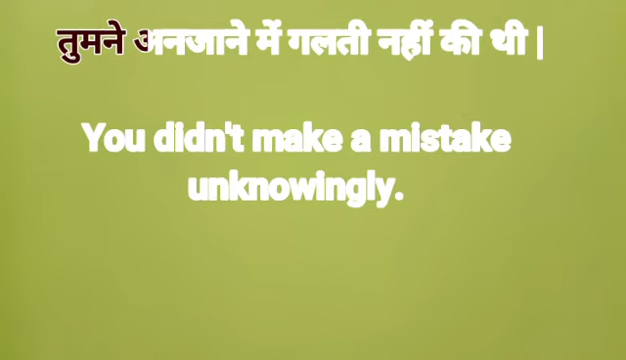 तुमने अनजाने में गलती नहीं की थी |
You didn't make a mistake
unknowingly.